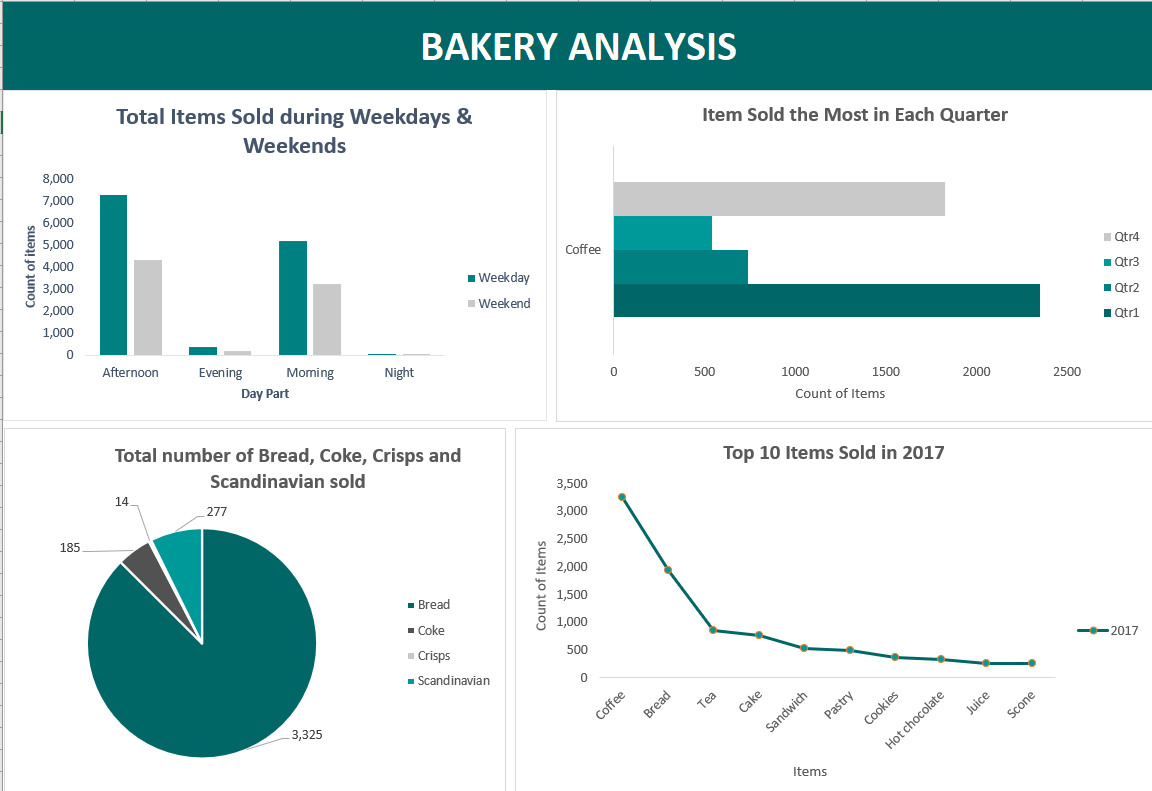 BAKERY ANALYSIS
Total Items Sold during Weekdays &
Weekends
8,000
7,000
6,000
5,000
4,000
3,000
2,000
1,000
0
Count of items
Afternoon
Evening
Morning
Night
Day Part
Weekday
Weekend
Item Sold the Most in Each Quarter
Coffee
0
500
1000
1500
2000
2500
Count of Items
Qtr4
Qtr3
Qtr2
Qtr1
Total number of Bread, Coke, Crisps and
Scandinavian sold
14
277
185
3,325
Bread
Coke
Crisps
Scandinavian
Top 10 Items Sold in 2017
3,500
3,000
2,500
2,000
1,500
1,000
500
0
Count of Items
Coffee
Bread
Tea
Cake
Sandwich
Pastry
Cookies
Hot chocolate
Juice
Scone
Items
2017